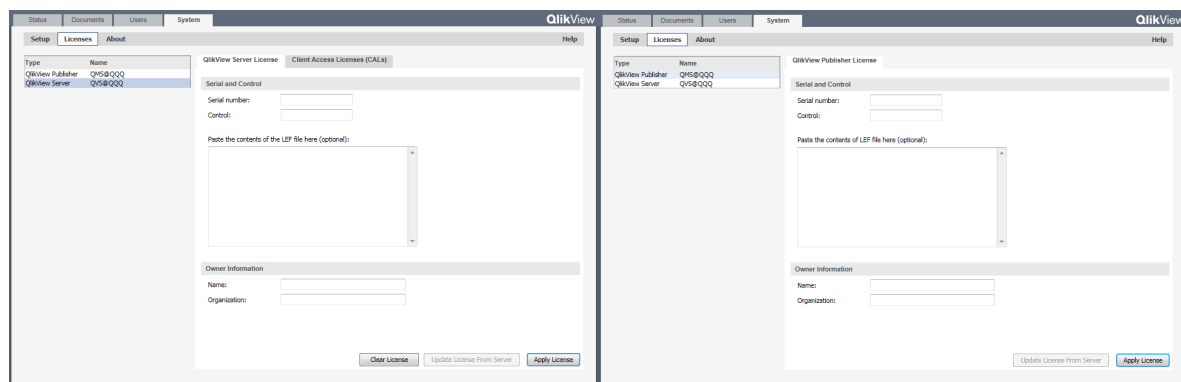 Status Documents Users System QlikView
Setup Licenses About Help
Type Name
QlikView Publisher QMS@QQQ
QlikView Server QVS@QQQ
QlikView Server License Client Access Licenses (CALs)
Serial and Control
Serial number:
Control:
Paste the contents of the LEF file here (optional):
Owner Information
Name:
Organization:
Clear License Update License From Server Apply License
Status Documents Users System QlikView
Setup Licenses About Help
Type Name
QlikView Publisher QMS@QQQ
QlikView Server QVS@QQQ
QlikView Publisher License
Serial and Control
Serial number:
Control:
Paste the contents of LEF file here (optional):
Owner Information
Name:
Organization:
Update License From Server Apply License